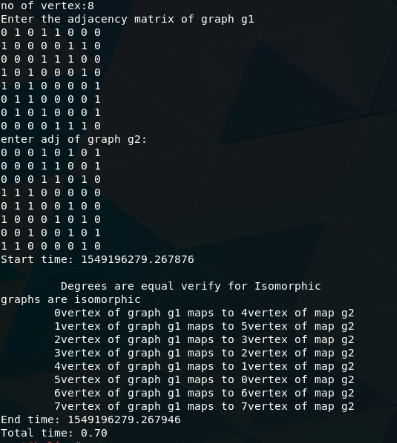 no of vertex:8
Enter the adjacency matrix of graph g1
0 1 0 1 1 0 0 0
1 0 0 0 0 1 1 0
0 0 0 1 1 1 0 0
1 0 1 0 0 0 1 0
1 0 1 0 0 0 0 1
0 1 1 0 0 0 0 1
0 1 0 1 0 0 0 1
0 0 0 0 1 1 1 0
enter adj of graph g2:
0 0 0 1 0 1 0 1
0 0 0 1 1 0 0 1
0 0 0 1 1 0 1 0
1 1 1 0 0 0 0 0
0 1 1 0 0 1 0 0
1 0 0 0 1 0 1 0
0 0 1 0 0 1 0 1
1 1 0 0 0 0 1 0
Start time: 1549196279.267876
Degrees are equal verify for Isomorphic
graphs are isomorphic
0vertex of graph g1 maps to 4vertex of map g2
1vertex of graph g1 maps to 5vertex of map g2
2vertex of graph g1 maps to 3vertex of map g2
3vertex of graph g1 maps to 2vertex of map g2
4vertex of graph g1 maps to 1vertex of map g2
5vertex of graph g1 maps to 0vertex of map g2
6vertex of graph g1 maps to 6vertex of map g2
7vertex of graph g1 maps to 7vertex of map g2
End time: 1549196279.267946
Total time: 0.70